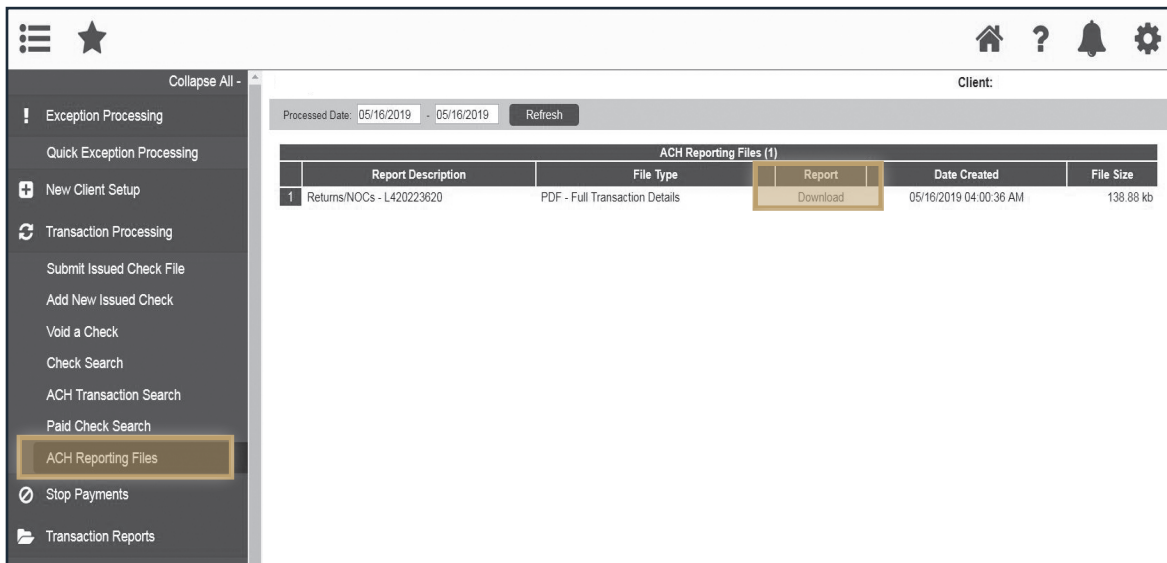 ?
Collapse All -
Client:
! Exception Processing
Processed Date: 05/16/2019 - 05/16/2019 Refresh
Quick Exception Processing
ACH Reporting Files (1)
Report Description File Type Report Date Created File Size
New Client Setup
1 Returns/NOCs - L420223620 PDF - Full Transaction Details Download 05/16/2019 04:00:36 AM 138.88 kb
Transaction Processing
Submit Issued Check File
Add New Issued Check
Void a Check
Check Search
ACH Transaction Search
Paid Check Search
ACH Reporting Files
Stop Payments
Transaction Reports